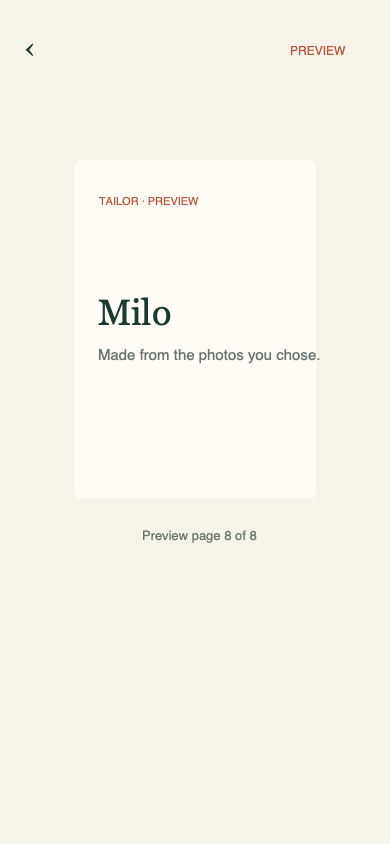 PREVIEW
TAILOR · PREVIEW
Milo
Made from the photos you chose.
Preview page 8 of 8